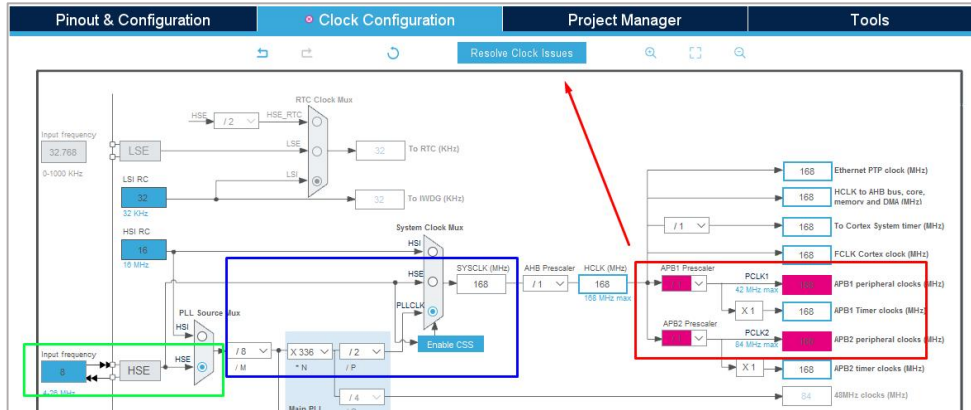 Pinout & Configuration
Clock Configuration
Project Manager
Tools
Resolve Clock Issues
RTC Clock Mux
HSE
/ 2
HSE_RTC
Input frequency
32.768
0-1000 KHz
LSE
LSE
32
To RTC (KHz)
LSI RC
32
32 KHz
LSI
32
To IWDG (KHz)
HSI RC
16
16 MHz
System Clock Mux
HSI
HSE
PLLCLK
SYSCLK (MHz)
168
AHB Prescaler
/ 1
HCLK (MHz)
168
168 MHz max
Enable CSS
168
Ethernet PTP clock (MHz)
168
HCLK to AHB bus, core,
memory and DMA (MHz)
/ 1
168
To Cortex System timer (MHz)
168
FCLK Cortex clock (MHz)
APB1 Prescaler
PCLK1
42 MHz max
168
APB1 peripheral clocks (MHz)
X 1
168
APB1 Timer clocks (MHz)
APB2 Prescaler
PCLK2
84 MHz max
168
APB2 peripheral clocks (MHz)
X 1
168
APB2 timer clocks (MHz)
84
48MHz clocks (MHz)
PLL Source Mux
HSI
HSE
Input frequency
8
4-26 MHz
HSE
/ 8
/ M
X 336
* N
/ 2
/ P
/ 4
Main PLL